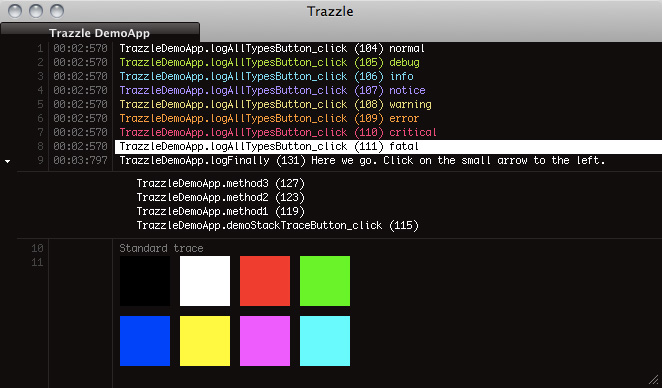 Trazzle
Trazzle DemoApp
1 00:02:570 TrazzleDemoApp.logAllTypesButton_click (104) normal
2 00:02:570 TrazzleDemoApp.logAllTypesButton_click (105) debug
3 00:02:570 TrazzleDemoApp.logAllTypesButton_click (106) info
4 00:02:570 TrazzleDemoApp.logAllTypesButton_click (107) notice
5 00:02:570 TrazzleDemoApp.logAllTypesButton_click (108) warning
6 00:02:570 TrazzleDemoApp.logAllTypesButton_click (109) error
7 00:02:570 TrazzleDemoApp.logAllTypesButton_click (110) critical
8 00:02:570 TrazzleDemoApp.logAllTypesButton_click (111) fatal
9 00:03:797 TrazzleDemoApp.logFinally (131) Here we go. Click on the small arrow to the left.
TrazzleDemoApp.method3 (127)
TrazzleDemoApp.method2 (123)
TrazzleDemoApp.method1 (119)
TrazzleDemoApp.demoStackTraceButton_click (115)
10 Standard trace
11